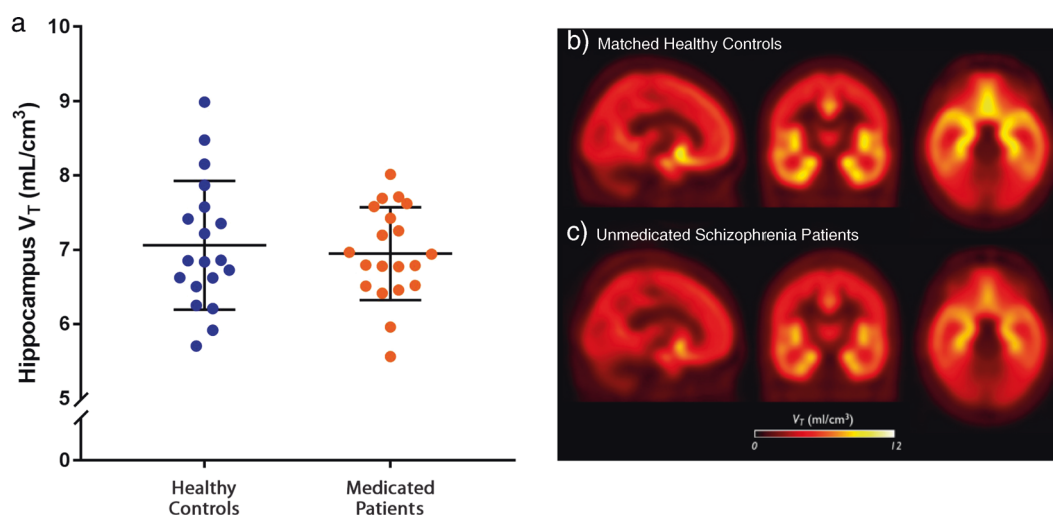 a
Hippocampus VT (mL/cm³)
10
9
8
7
6
5
0
Healthy
Controls
Medicated
Patients
b) Matched Healthy Controls
c) Unmedicated Schizophrenia Patients
VT (ml/cm³)
0
12